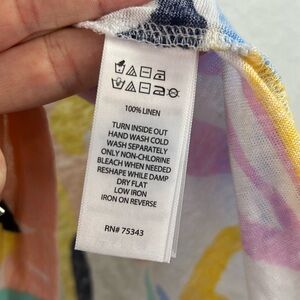 100% LINEN
TURN INSIDE OUT
HAND WASH COLD
WASH SEPARATELY
ONLY NON-CHLORINE
BLEACH WHEN NEEDED
RESHAPE WHILE DAMP
DRY FLAT
LOW IRON
IRON ON REVERSE
RN# 75343